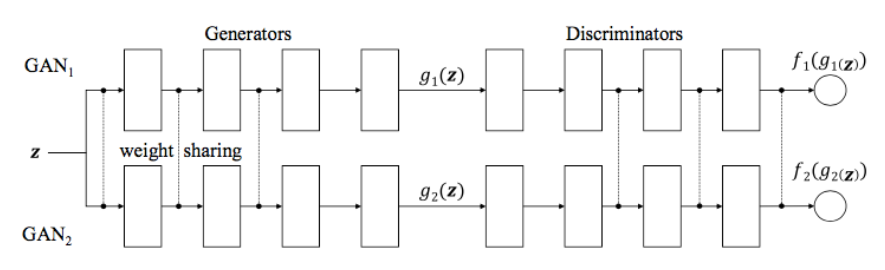 Generators
Discriminators
GAN₁
g₁(z)
f₁(g₁(z))
z
weight sharing
GAN₂
g₂(z)
f₂(g₂(z))